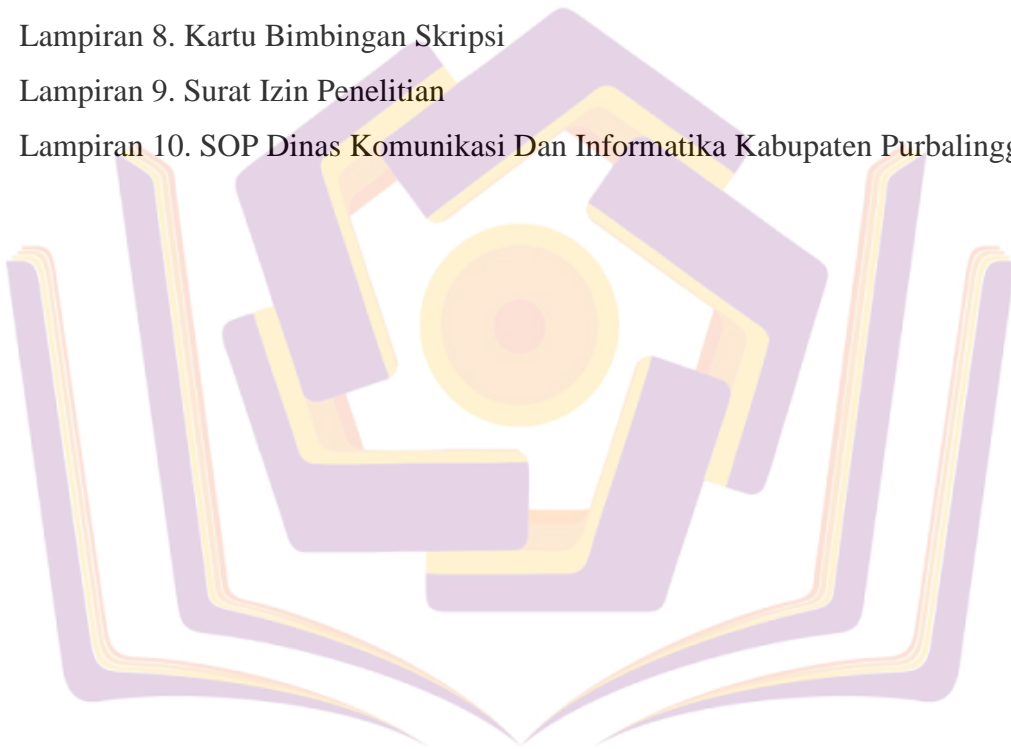 Lampiran 8. Kartu Bimbingan Skripsi
Lampiran 9. Surat Izin Penelitian
Lampiran 10. SOP Dinas Komunikasi Dan Informatika Kabupaten Purbalingg